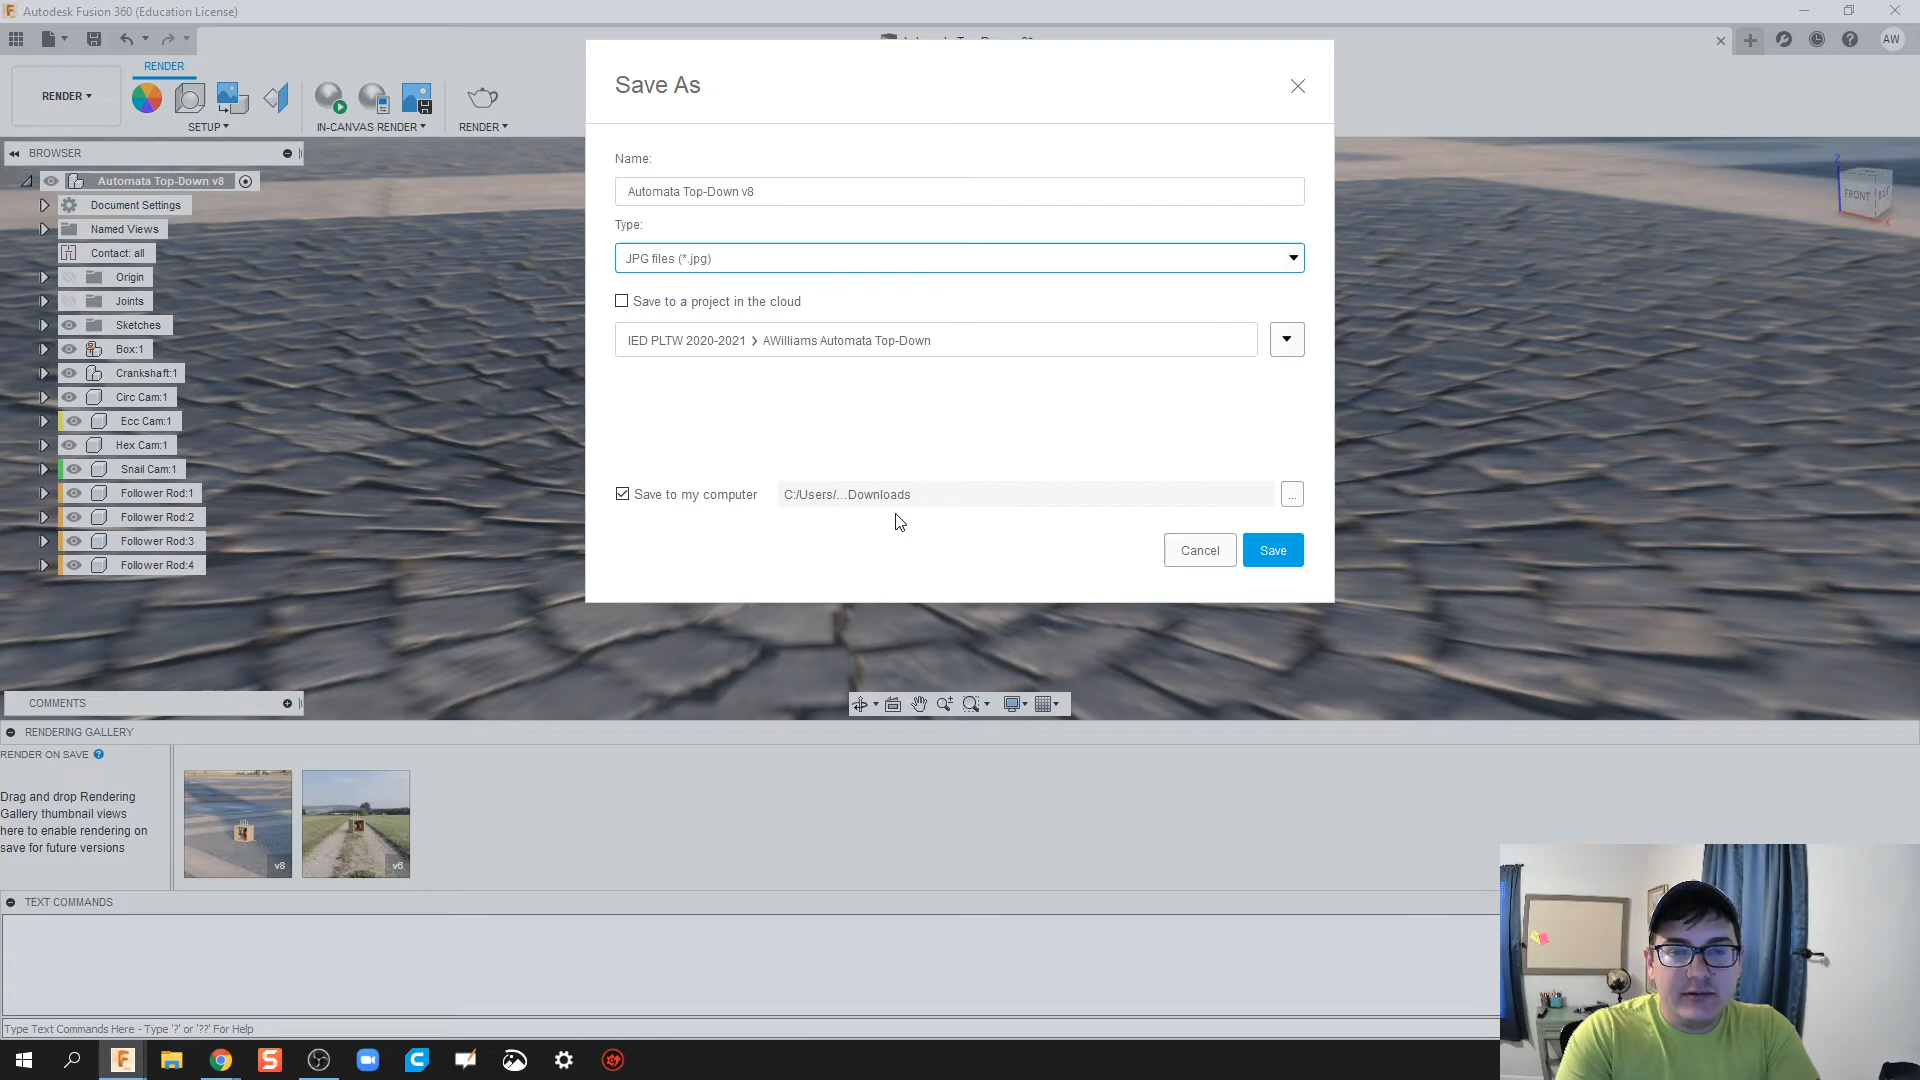 Autodesk Fusion 360 (Education License)
AW
RENDER
RENDER
SETUP
IN-CANVAS RENDER
RENDER
BROWSER
Automata Top-Down v8
Document Settings
Named Views
Contact: all
Origin
Joints
Sketches
Box:1
Crankshaft:1
Circ Cam:1
Ecc Cam:1
Hex Cam:1
Snail Cam:1
Follower Rod:1
Follower Rod:2
Follower Rod:3
Follower Rod:4
Save As
Name:
Automata Top-Down v8
Type:
JPG files (*.jpg)
Save to a project in the cloud
IED PLTW 2020-2021 > AWilliams Automata Top-Down
Save to my computer
C:/Users/...Downloads
...
Cancel
Save
Z
FRONT
X
COMMENTS
RENDERING GALLERY
RENDER ON SAVE
Drag and drop Rendering
Gallery thumbnail views
here to enable rendering on
save for future versions
v8
v6
TEXT COMMANDS
Type Text Commands Here - Type '?' or '??' For Help